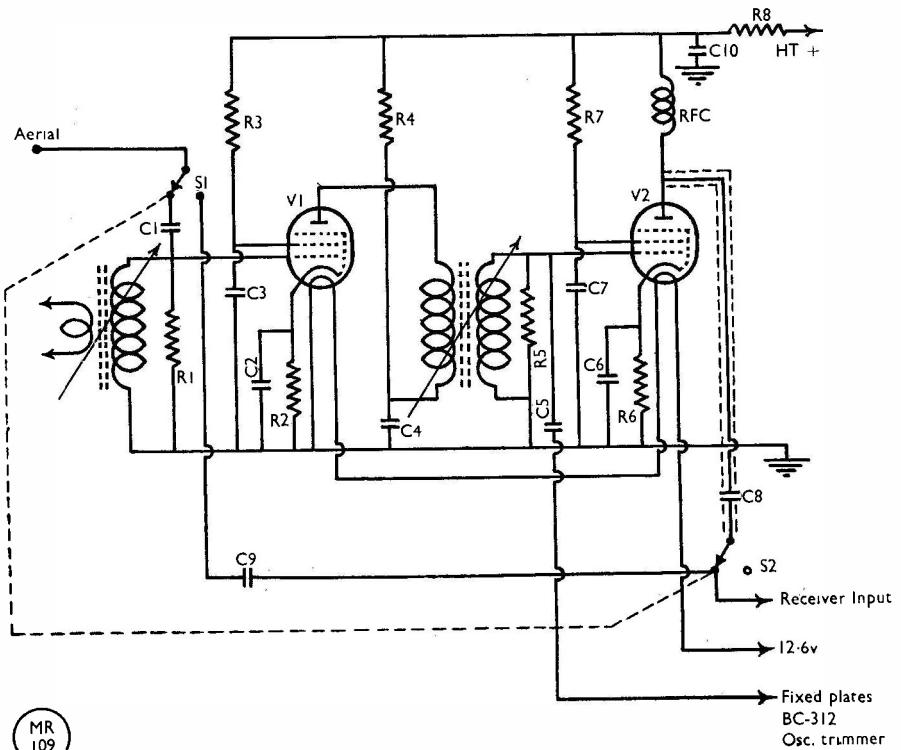 R8
C10
HT +
R3
R4
R7
RFC
Aerial
S1
V1
V2
C1
C3
C7
R1
C2
R2
C4
R5
C5
C6
R6
C8
C9
S2
Receiver Input
12·6v
Fixed plates
BC-312
Osc. trimmer
MR
109